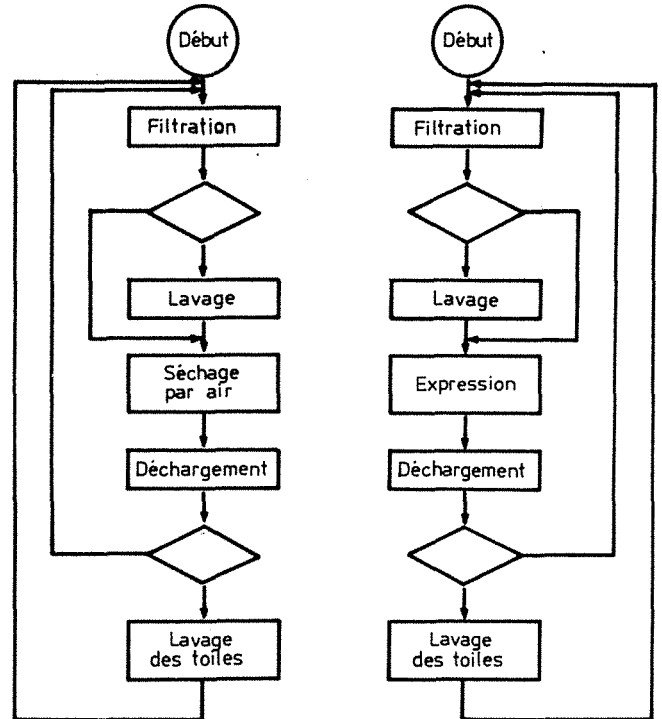 Début
Filtration
Lavage
Séchage
par air
Déchargement
Lavage
des toiles
Début
Filtration
Lavage
Expression
Déchargement
Lavage
des toiles